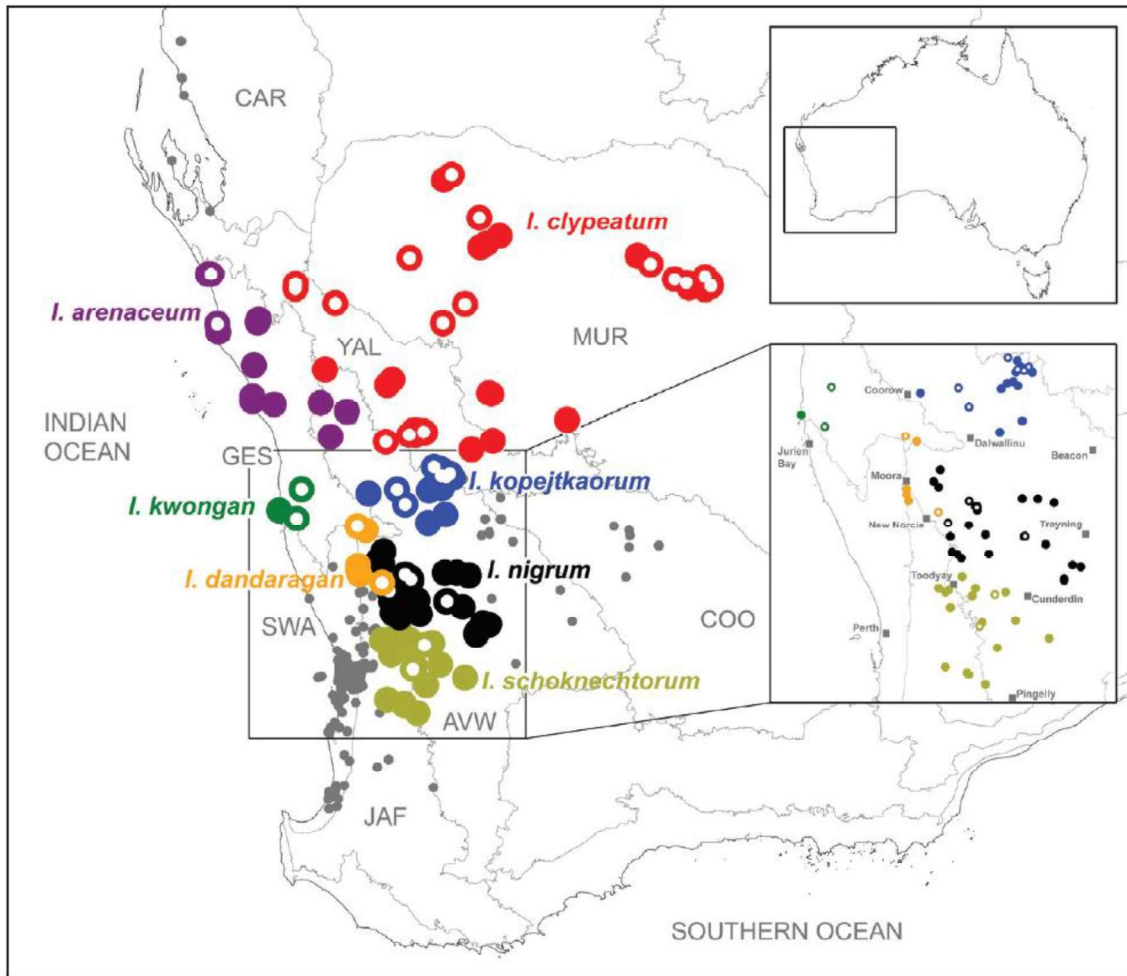 CAR
I. clypeatum
I. arenaceum
YAL
MUR
INDIAN
OCEAN
GES
I. kopejtkaorum
I. kwongan
I. dandaragan
I. nigrum
SWA
COO
I. schoknechtorum
AVW
JAF
SOUTHERN OCEAN
Coorow
Jurien
Bay
Dalwallinu
Beacon
Moora
New Norcia
Trayning
Toodyay
Cunderdin
Perth
Pingelly